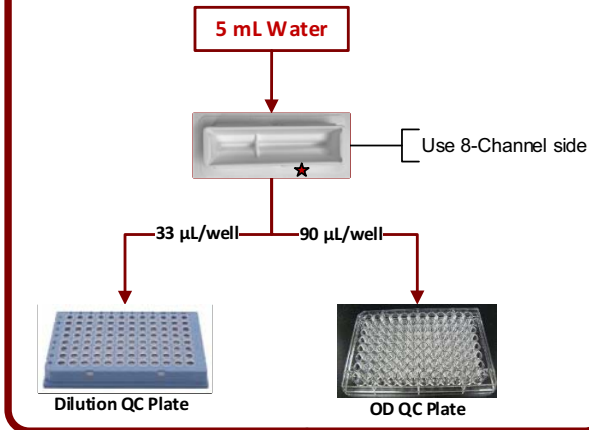 5 mL Water
Use 8-Channel side
33 µL/well
90 µL/well
Dilution QC Plate
OD QC Plate